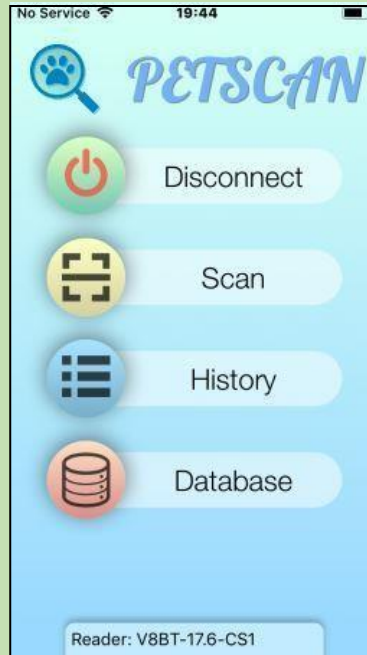 No Service 19:44
PETSCAN
Disconnect
Scan
History
Database
Reader: V8BT-17.6-CS1